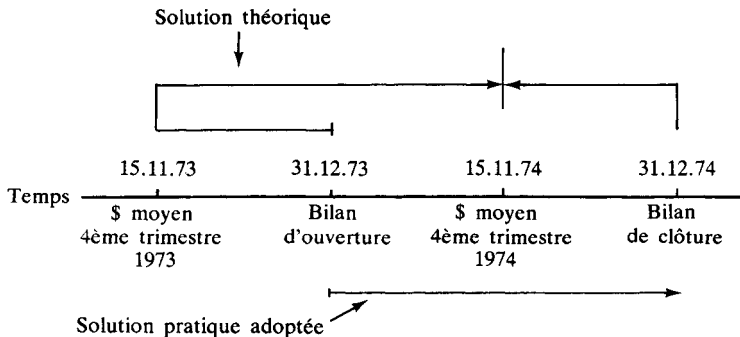 Solution théorique
15.11.73 31.12.73 15.11.74 31.12.74
Temps
$ moyen Bilan $ moyen Bilan
4ème trimestre d'ouverture 4ème trimestre de clôture
1973 1974
Solution pratique adoptée